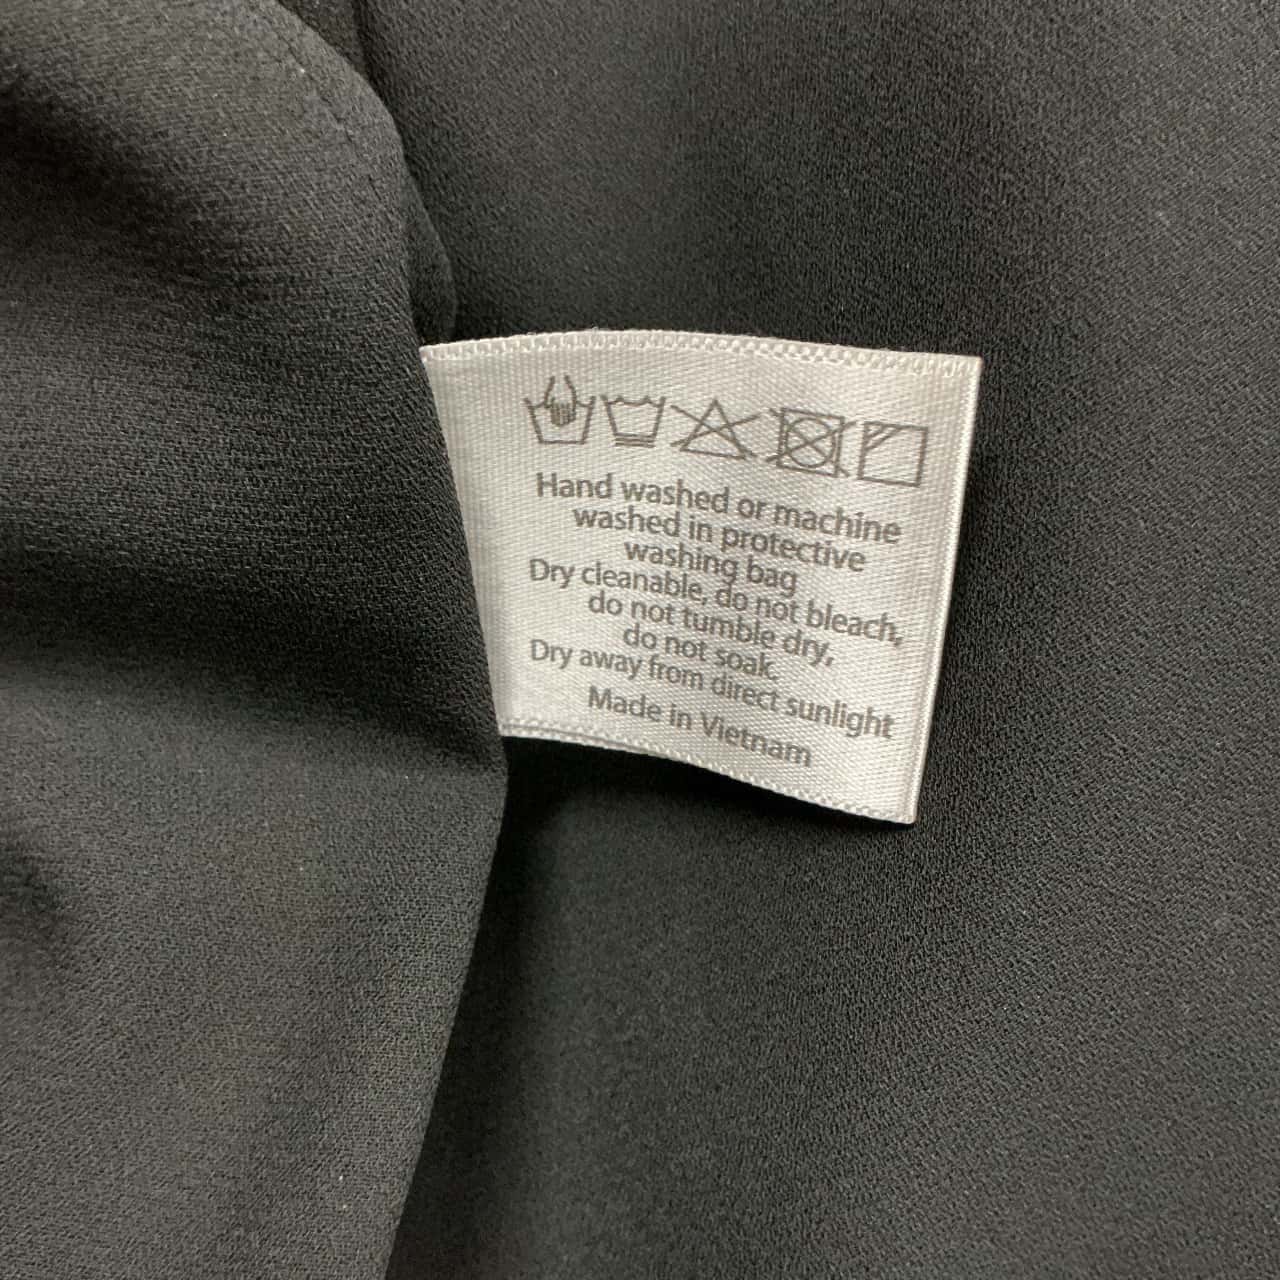 Hand washed or machine
washed in protective
washing bag
Dry cleanable, do not bleach,
do not tumble dry,
do not soak.
Dry away from direct sunlight
Made in Vietnam